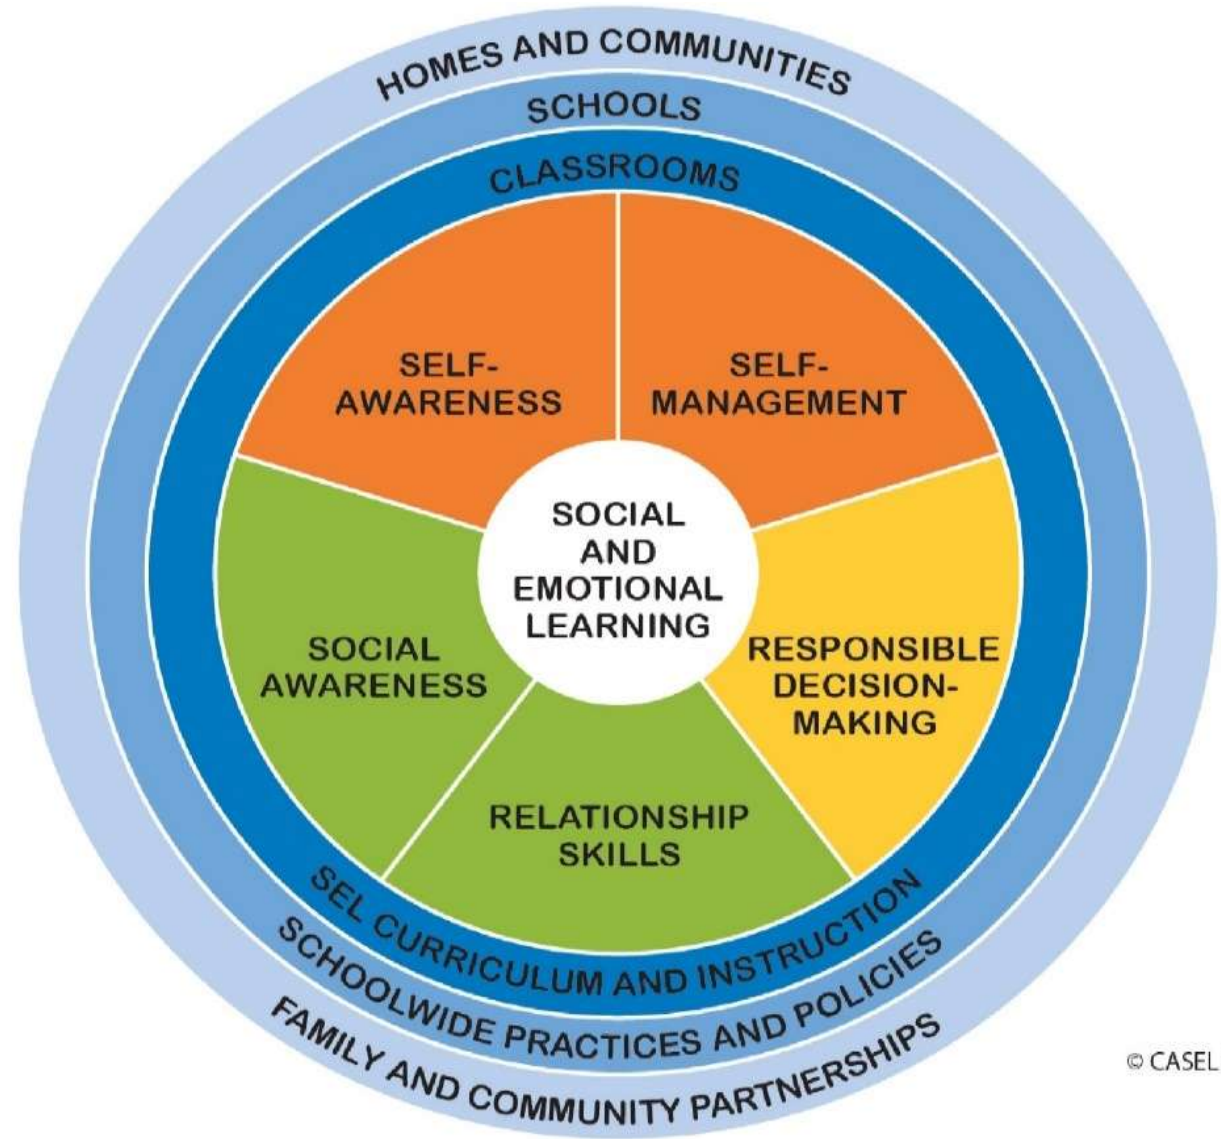 HOMES AND COMMUNITIES
SCHOOLS
CLASSROOMS
SELF-
AWARENESS
SELF-
MANAGEMENT
SOCIAL
AND
EMOTIONAL
LEARNING
SOCIAL
AWARENESS
RESPONSIBLE
DECISION-
MAKING
RELATIONSHIP
SKILLS
SEL CURRICULUM AND INSTRUCTION
SCHOOLWIDE PRACTICES AND POLICIES
FAMILY AND COMMUNITY PARTNERSHIPS
© CASEL